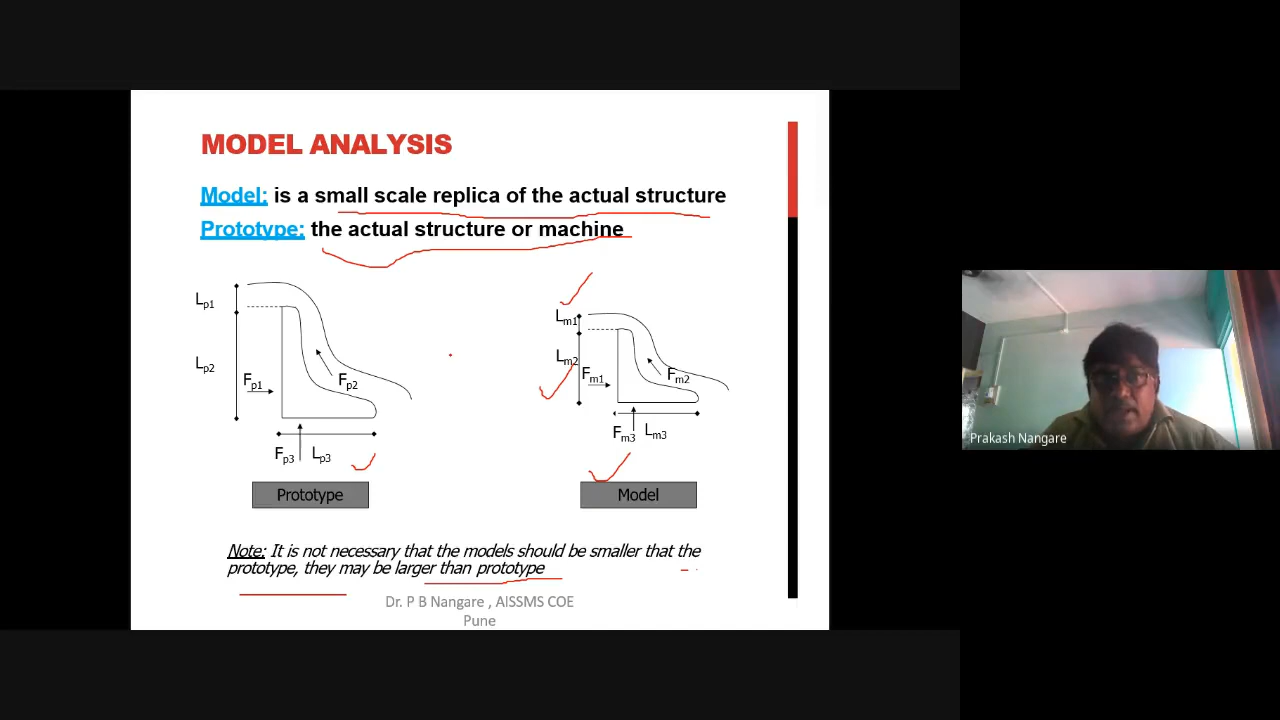 MODEL ANALYSIS
Model: is a small scale replica of the actual structure
Prototype: the actual structure or machine
Lp1
Lp2
Fp1
Fp2
Fp3
Lp3
Prototype
Lm1
Lm2
Fm1
Fm2
Fm3
Lm3
Model
Note: It is not necessary that the models should be smaller that the
prototype, they may be larger than prototype
Dr. P B Nangare , AISSMS COE
Pune
Prakash Nangare